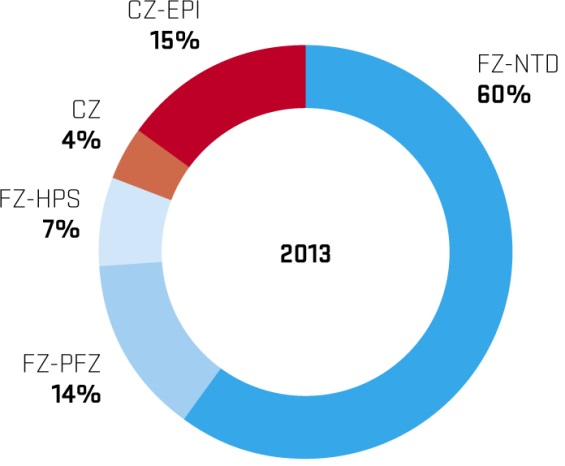 CZ-EPI
15%
FZ-NTD
60%
CZ
4%
FZ-HPS
7%
2013
FZ-PFZ
14%